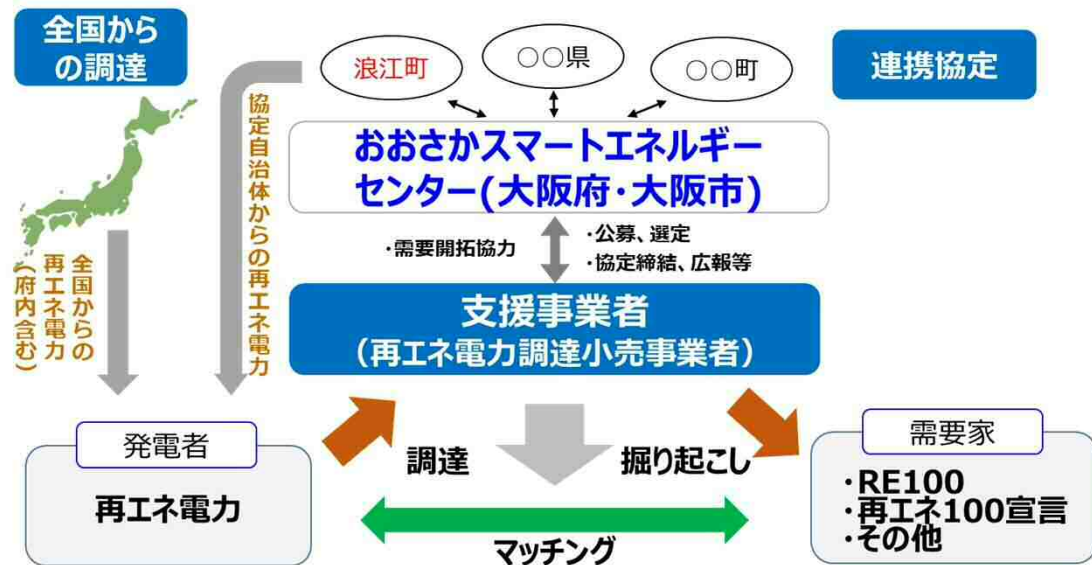 全国から
の調達
浪江町
○○県
○○町
連携協定
おおさかスマートエネルギー
センター(大阪府・大阪市)
・需要開拓協力
・公募、選定
・協定締結、広報等
協定自治体からの再エネ電力
全国からの
再エネ電力
(府内含む)
支援事業者
(再エネ電力調達小売事業者)
発電者
再エネ電力
調達
掘り起こし
マッチング
需要家
・RE100
・再エネ100宣言
・その他